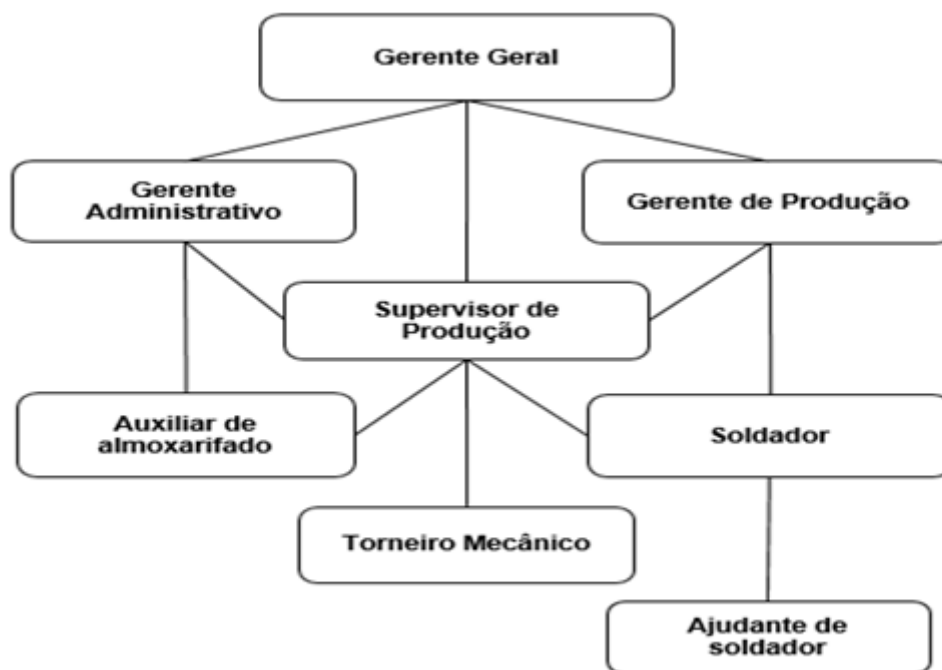 Gerente Geral
Gerente
Administrativo
Gerente de Produção
Supervisor de
Produção
Auxiliar de
almoxarifado
Soldador
Torneiro Mecânico
Ajudante de
soldador